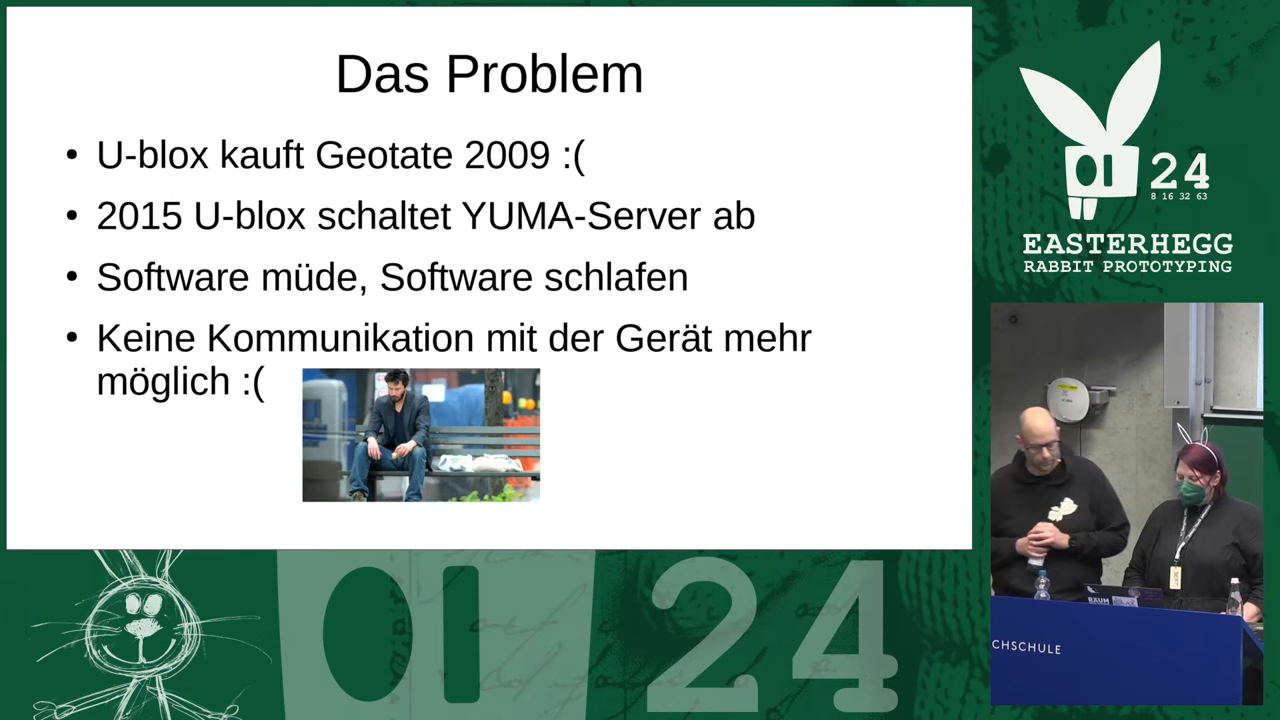 Das Problem
• U-blox kauft Geotate 2009 :(
• 2015 U-blox schaltet YUMA-Server ab
• Software müde, Software schlafen
• Keine Kommunikation mit der Gerät mehr
möglich :(
24
8 16 32 63
EASTERHEGG
RABBIT PROTOTYPING
RAUM
CHSCHULE
24